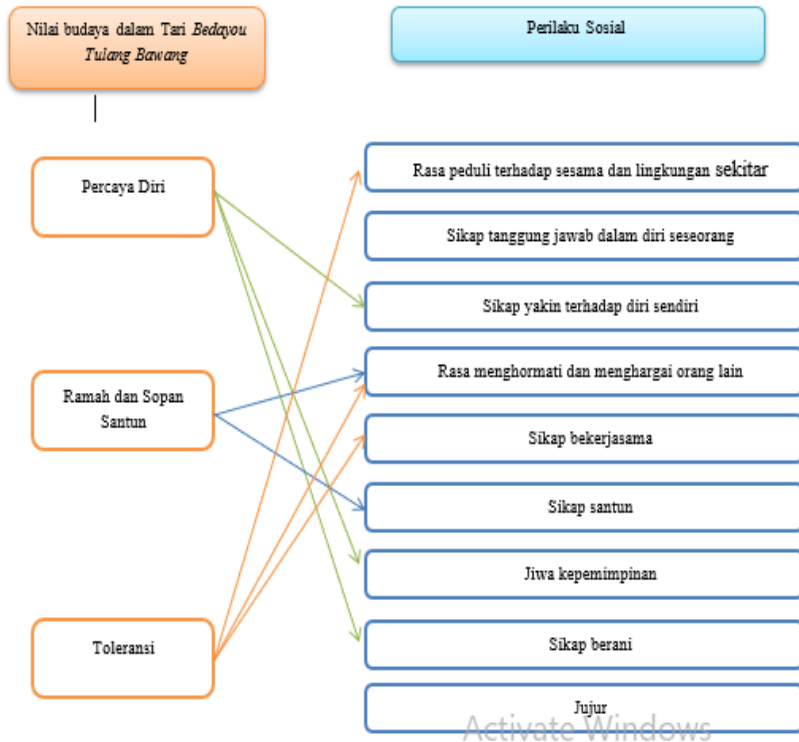 Nilai budaya dalam Tari Bedayou
Tulang Bawang
Perilaku Sosial
Percaya Diri
Ramah dan Sopan
Santun
Toleransi
Rasa peduli terhadap sesama dan lingkungan sekitar
Sikap tanggung jawab dalam diri seseorang
Sikap yakin terhadap diri sendiri
Rasa menghormati dan menghargai orang lain
Sikap bekerjasama
Sikap santun
Jiwa kepemimpinan
Sikap berani
Jujur
Activate Windows